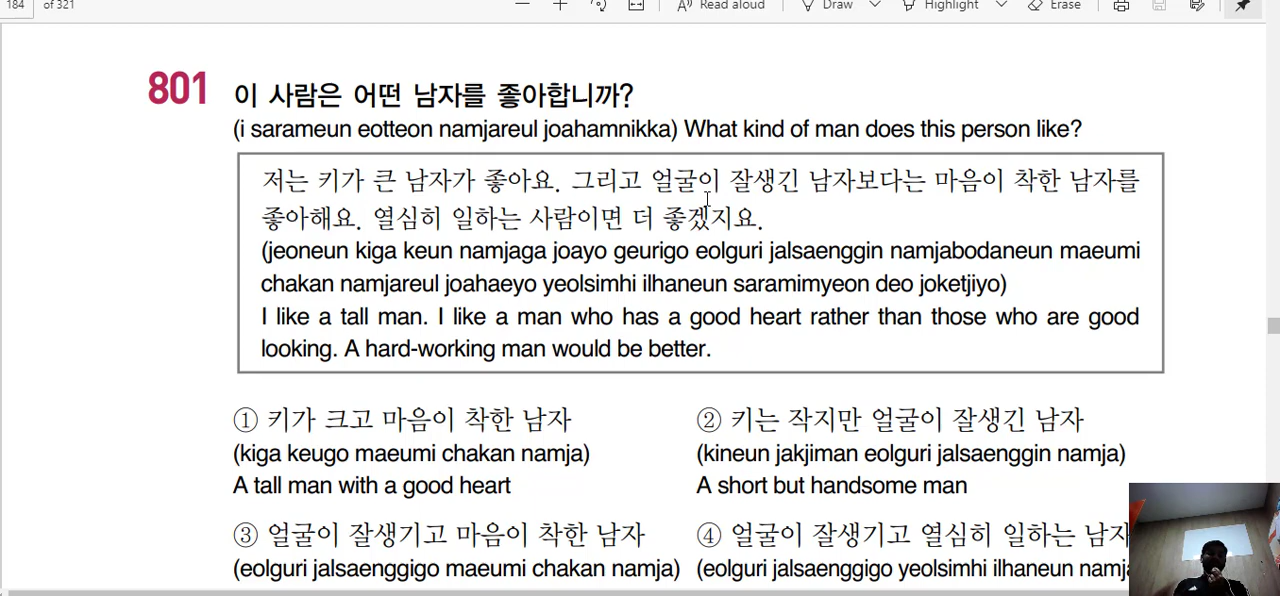 184 of 321 Read aloud Draw Highlight Erase
801 이 사람은 어떤 남자를 좋아합니까?
(i sarameun eotteon namjareul joahamnikka) What kind of man does this person like?
저는 키가 큰 남자가 좋아요. 그리고 얼굴이 잘생긴 남자보다는 마음이 착한 남자를
좋아해요. 열심히 일하는 사람이면 더 좋겠지요.
(jeoneun kiga keun namjaga joayo geurigo eolguri jalsaenggin namjabodaneun maeumi
chakan namjareul joahaeyo yeolsimhi ilhaneun saramimyeon deo joketjiyo)
I like a tall man. I like a man who has a good heart rather than those who are good
looking. A hard-working man would be better.
① 키가 크고 마음이 착한 남자
(kiga keugo maeumi chakan namja)
A tall man with a good heart
② 키는 작지만 얼굴이 잘생긴 남자
(kineun jakjiman eolguri jalsaenggin namja)
A short but handsome man
③ 얼굴이 잘생기고 마음이 착한 남자
(eolguri jalsaenggigo maeumi chakan namja)
④ 얼굴이 잘생기고 열심히 일하는 남자
(eolguri jalsaenggigo yeolsimhi ilhaneun namj